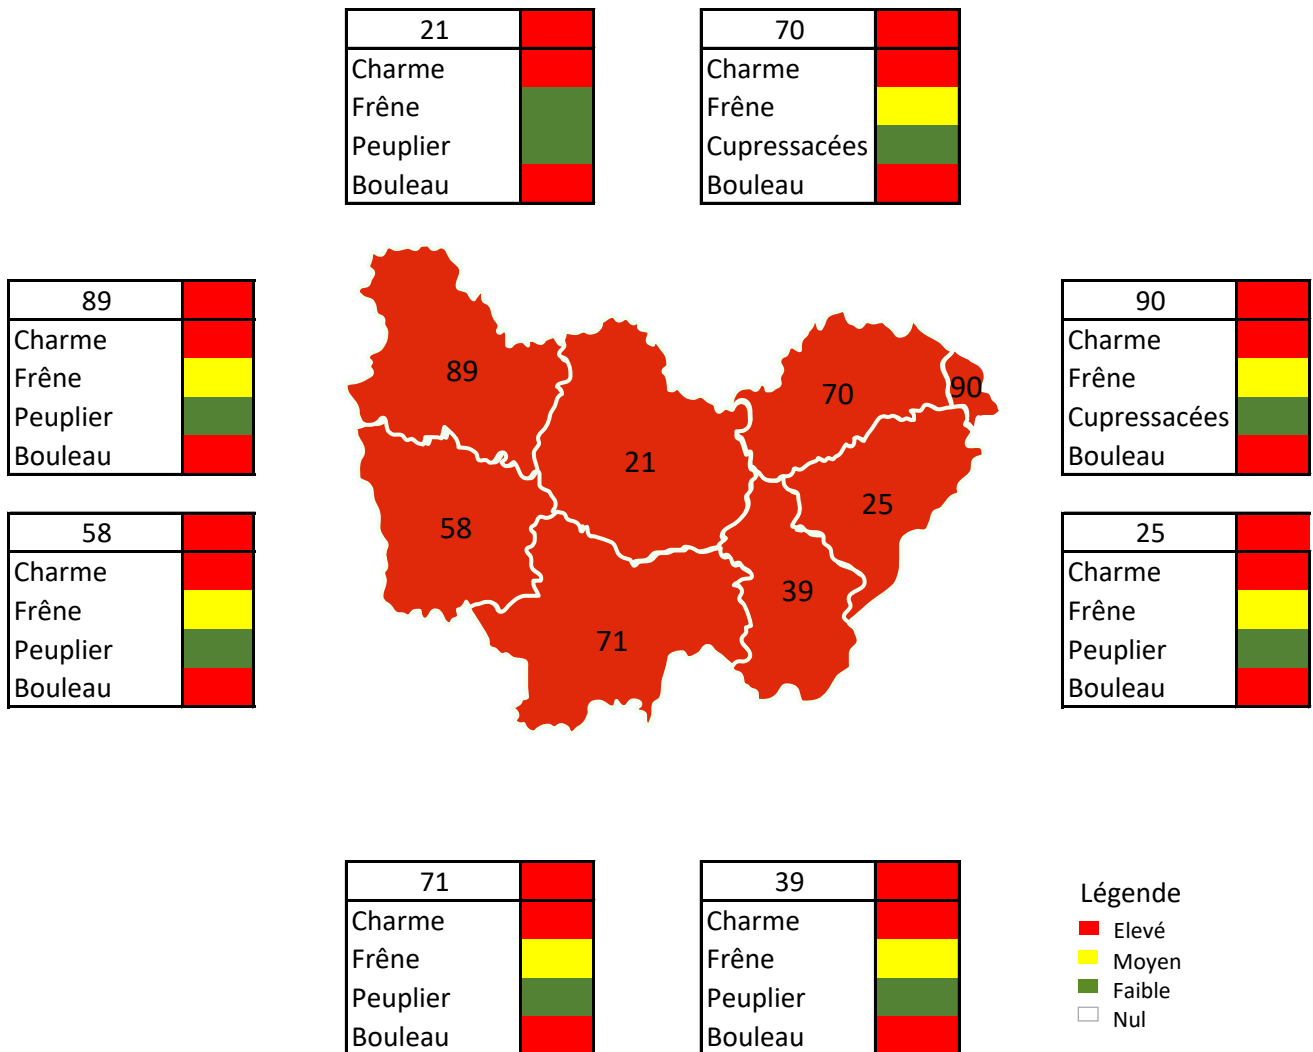 21
Charme
Frêne
Peuplier
Bouleau
70
Charme
Frêne
Cupressacées
Bouleau
89
Charme
Frêne
Peuplier
Bouleau
58
Charme
Frêne
Peuplier
Bouleau
89
21
70
90
58
25
39
71
90
Charme
Frêne
Cupressacées
Bouleau
25
Charme
Frêne
Peuplier
Bouleau
71
Charme
Frêne
Peuplier
Bouleau
39
Charme
Frêne
Peuplier
Bouleau
Légende
Elevé
Moyen
Faible
Nul